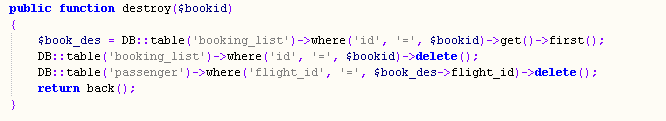 public function destroy($bookid)
{
$book_des = DB::table('booking_list')->where('id', '=', $bookid)->get()->first();
DB::table('booking_list')->where('id', '=', $bookid)->delete();
DB::table('passenger')->where('flight_id', '=', $book_des->flight_id)->delete();
return back();
}